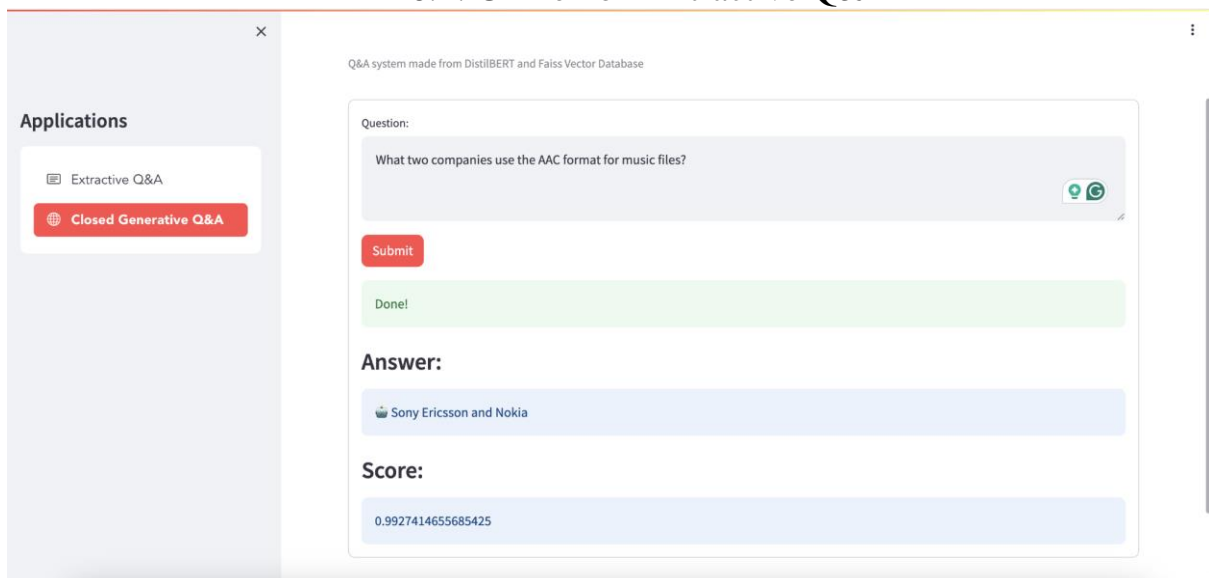 Q&A system made from DistilBERT and Faiss Vector Database
Applications
Extractive Q&A
Closed Generative Q&A
Question:
What two companies use the AAC format for music files?
Submit
Done!
Answer:
Sony Ericsson and Nokia
Score:
0.9927414655685425